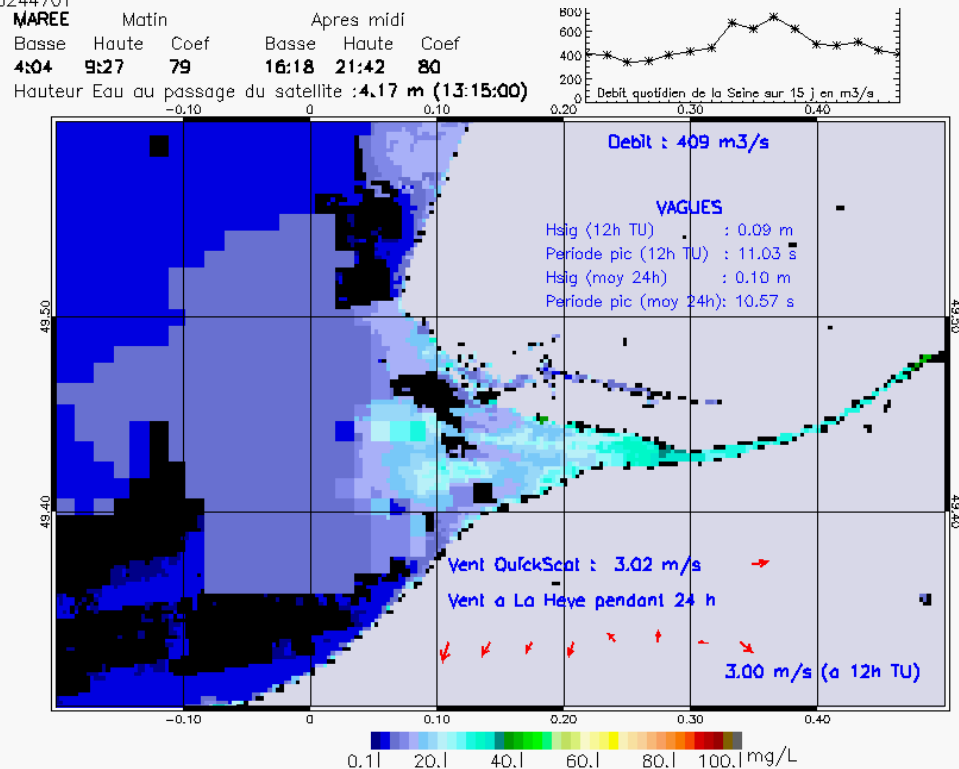 MAREE Matin Apres midi
Basse Haute Coef Basse Haute Coef
4:04 9:27 79 16:18 21:42 80
Hauteur Eau au passage du satellite :4.17 m (13:15:00)
800
600
400
200
0
Debit quotidien de la Seine sur 15 j en m3/s
-0.10 0 0.10 0.20 0.30 0.40
Debit : 409 m3/s
VAGUES
Hsig (12h TU) : 0.09 m
Periode pic (12h TU) : 11.03 s
Hsig (moy 24h) : 0.10 m
Periode pic (moy 24h): 10.57 s
49.50 49.50
49.40 49.40
Vent QuickScat : 3.02 m/s
Vent a La Heve pendant 24 h
3.00 m/s (a 12h TU)
-0.10 0 0.10 0.20 0.30 0.40
0.1| 20.| 40.| 60.| 80.| 100.| mg/L